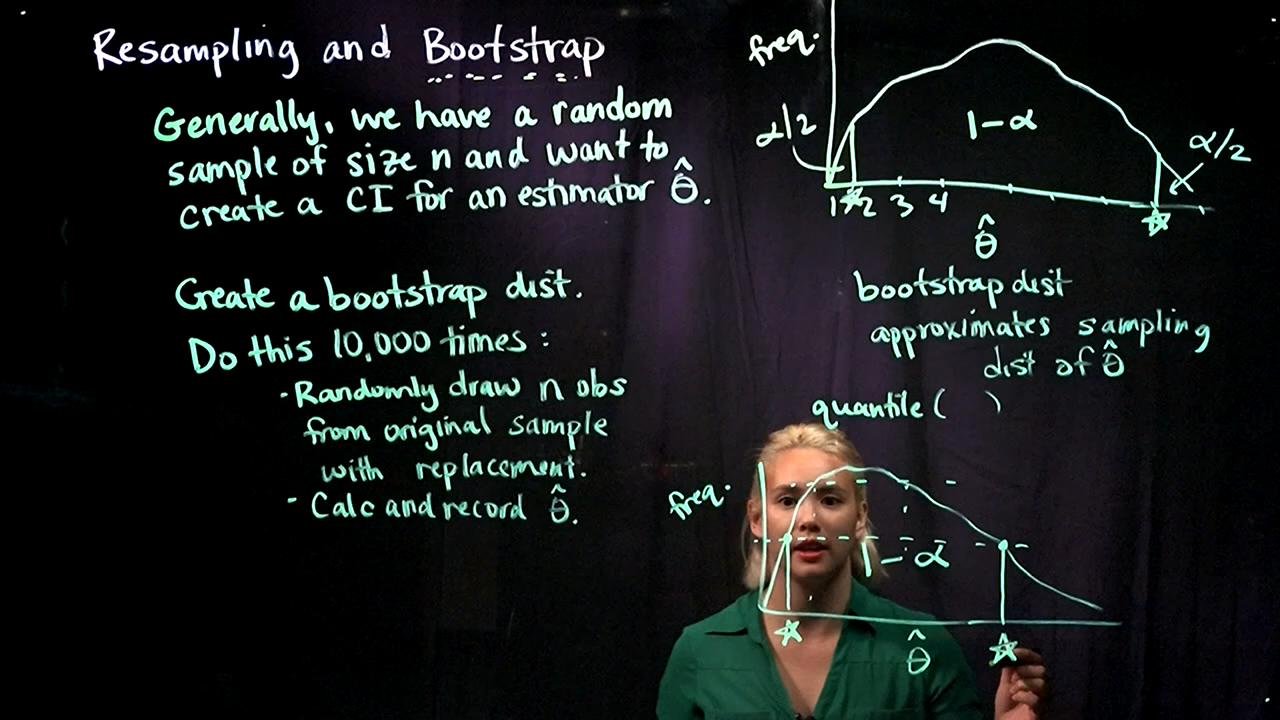 Resampling and Bootstrap
Generally, we have a random
sample of size n and want to
create a CI for an estimator θ̂.
Create a bootstrap dist.
Do this 10,000 times:
- Randomly draw n obs
from original sample
with replacement.
- Calc and record θ̂.
freq.
α/2
1-α
α/2
1 2 3 4
θ̂
bootstrap dist
approximates sampling
dist of θ̂
quantile( )
freq.
1-α
θ̂